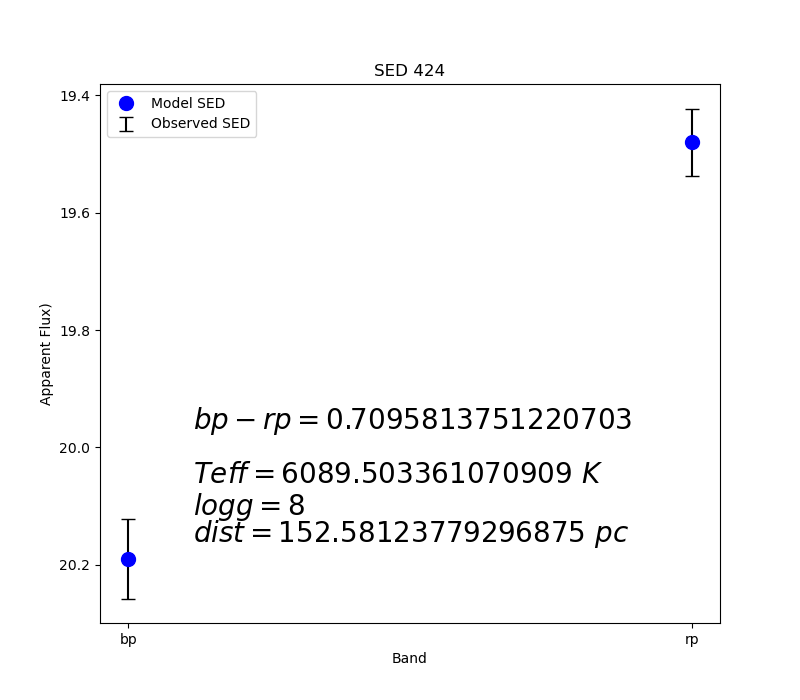 SED 424
Model SED
Observed SED
19.4
19.6
19.8
20.0
20.2
Apparent Flux)
bp − rp = 0.7095813751220703
Teff = 6089.503361070909 K
logg = 8
dist = 152.58123779296875 pc
bp
rp
Band